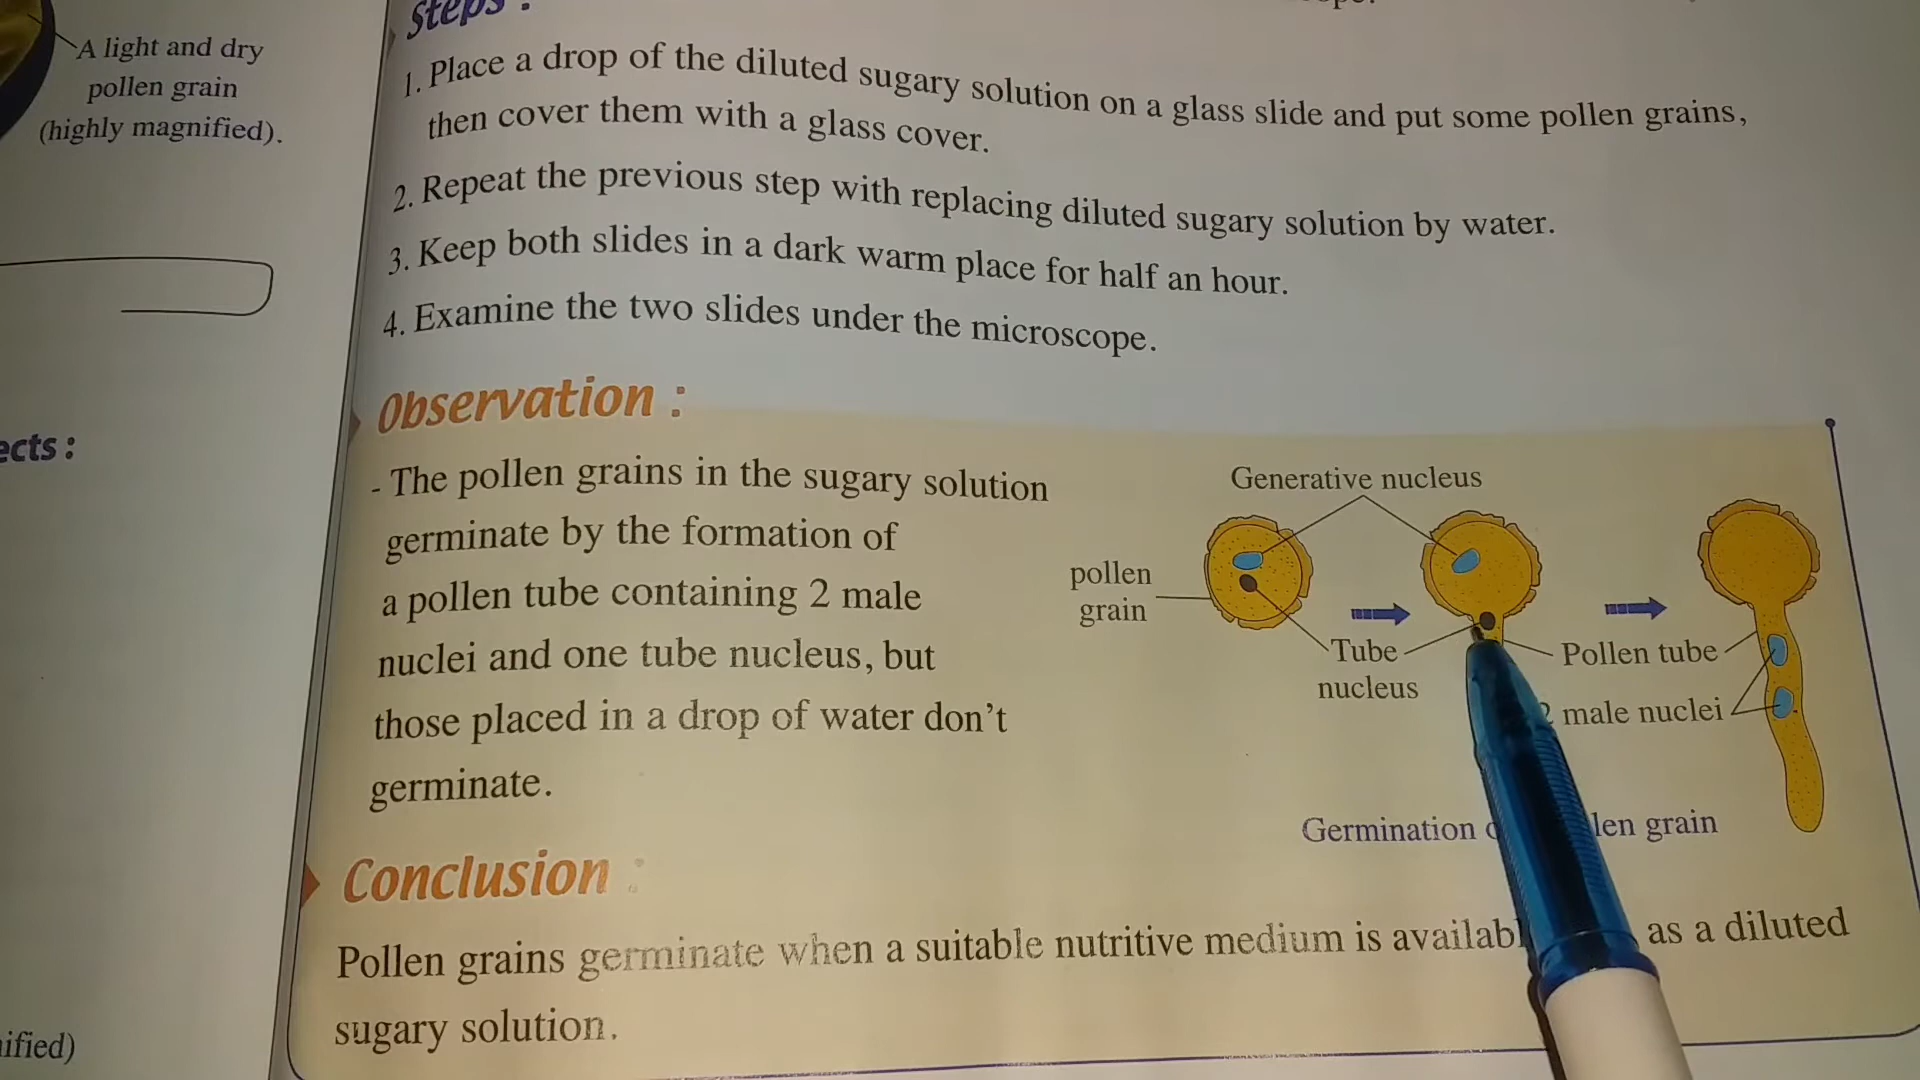 A light and dry
pollen grain
(highly magnified).
ects :
ified)
Steps :
1. Place a drop of the diluted sugary solution on a glass slide and put some pollen grains,
then cover them with a glass cover.
2. Repeat the previous step with replacing diluted sugary solution by water.
3. Keep both slides in a dark warm place for half an hour.
4. Examine the two slides under the microscope.
Observation :
- The pollen grains in the sugary solution
germinate by the formation of
a pollen tube containing 2 male
nuclei and one tube nucleus, but
those placed in a drop of water don't
germinate.
Generative nucleus
pollen
grain
Tube
nucleus
Pollen tube
2 male nuclei
Germination len grain
Conclusion :
Pollen grains germinate when a suitable nutritive medium is availabl as a diluted
sugary solution.